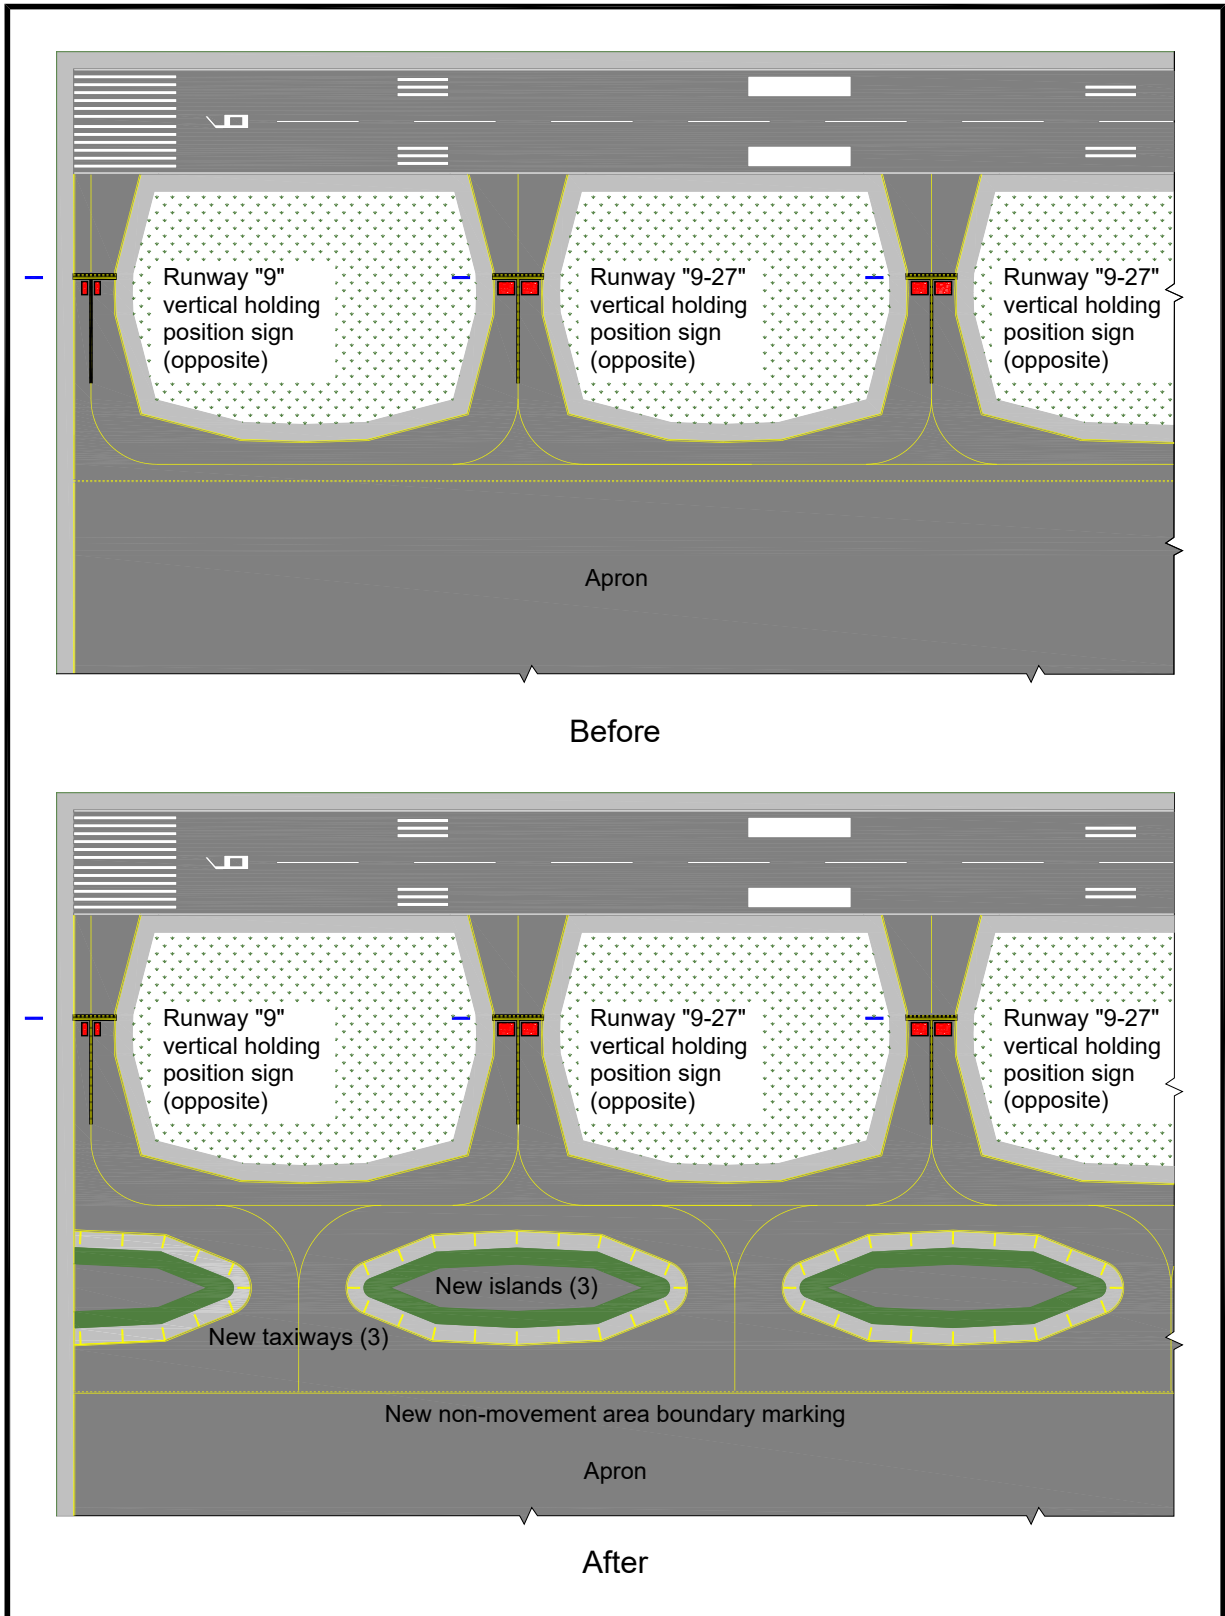 Runway "9"
vertical holding
position sign
(opposite)
Runway "9-27"
vertical holding
position sign
(opposite)
Runway "9-27"
vertical holding
position sign
(opposite)
Apron
Before
Runway "9"
vertical holding
position sign
(opposite)
Runway "9-27"
vertical holding
position sign
(opposite)
Runway "9-27"
vertical holding
position sign
(opposite)
New islands (3)
New taxiways (3)
New non-movement area boundary marking
Apron
After